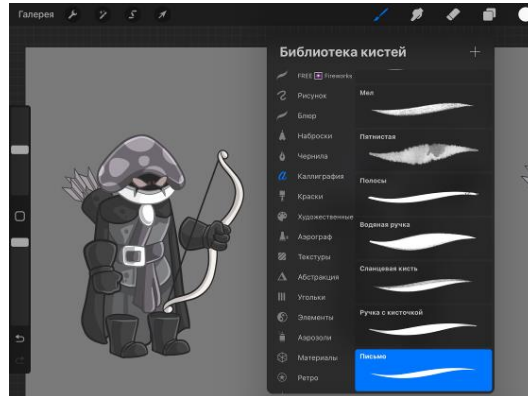 Галерея
Библиотека кистей
FREE Fireworks
Рисунок
Блюр
Наброски
Чернила
Каллиграфия
Краски
Художественные
Аэрограф
Текстуры
Абстракция
Угольки
Элементы
Аэрозоли
Материалы
Ретро
Мел
Пятнистая
Полосы
Водяная ручка
Сланцевая кисть
Ручка с кисточкой
Письмо